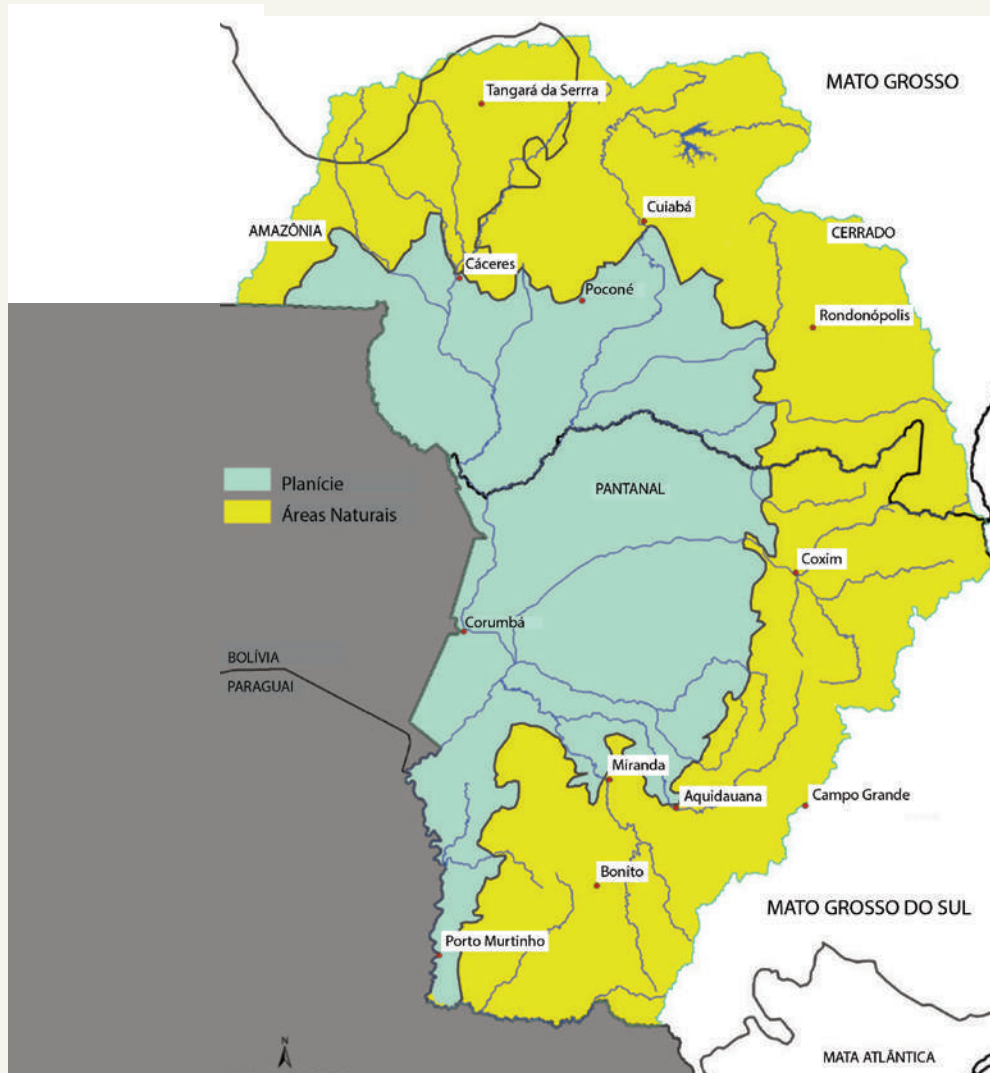 MATO GROSSO
Tangará da Serrra
Cuiabá
AMAZÔNIA
CERRADO
Cáceres
Poconé
Rondonópolis
Planície
Áreas Naturais
PANTANAL
Coxim
Corumbá
BOLÍVIA
PARAGUAI
Miranda
Aquidauana
Campo Grande
Bonito
MATO GROSSO DO SUL
Porto Murtinho
N
MATA ATLÂNTICA